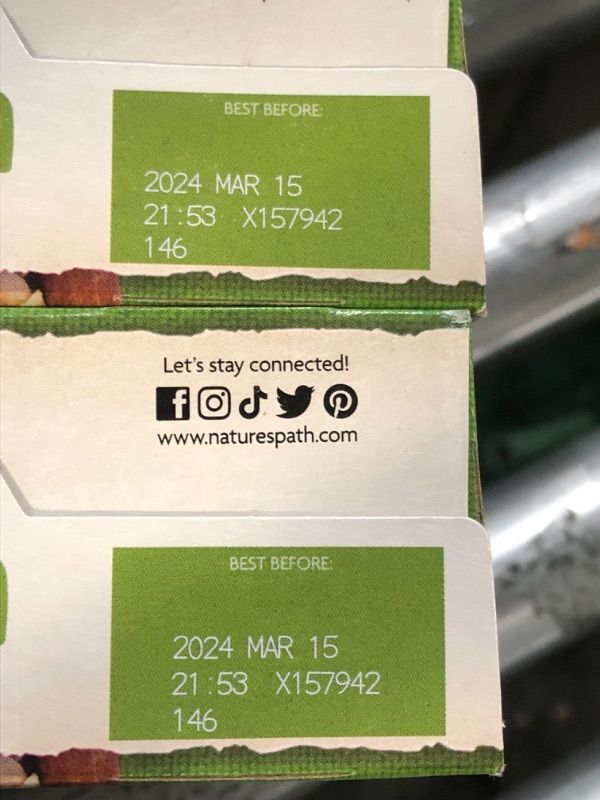 BEST BEFORE:
2024 MAR 15
21:53 X157942
146
Let's stay connected!
www.naturespath.com
BEST BEFORE:
2024 MAR 15
21:53 X157942
146